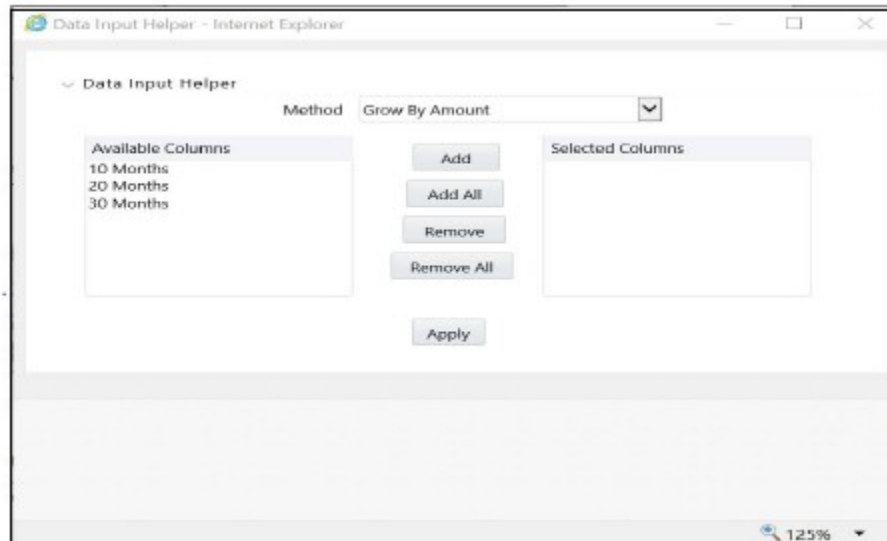 Data Input Helper - Internet Explorer
Data Input Helper
Method Grow By Amount
Available Columns
10 Months
20 Months
30 Months
Add
Add All
Remove
Remove All
Selected Columns
Apply
125%